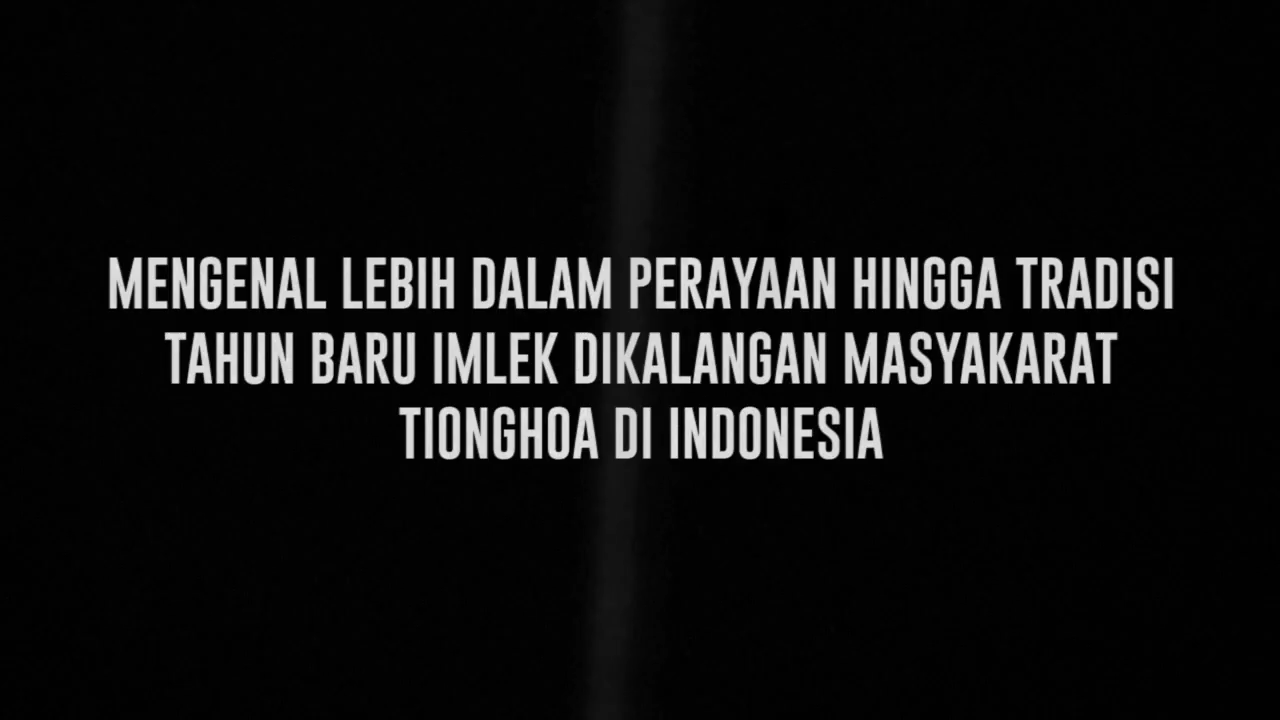 MENGENAL LEBIH DALAM PERAYAAN HINGGA TRADISI
TAHUN BARU IMLEK DIKALANGAN MASYAKARAT
TIONGHOA DI INDONESIA